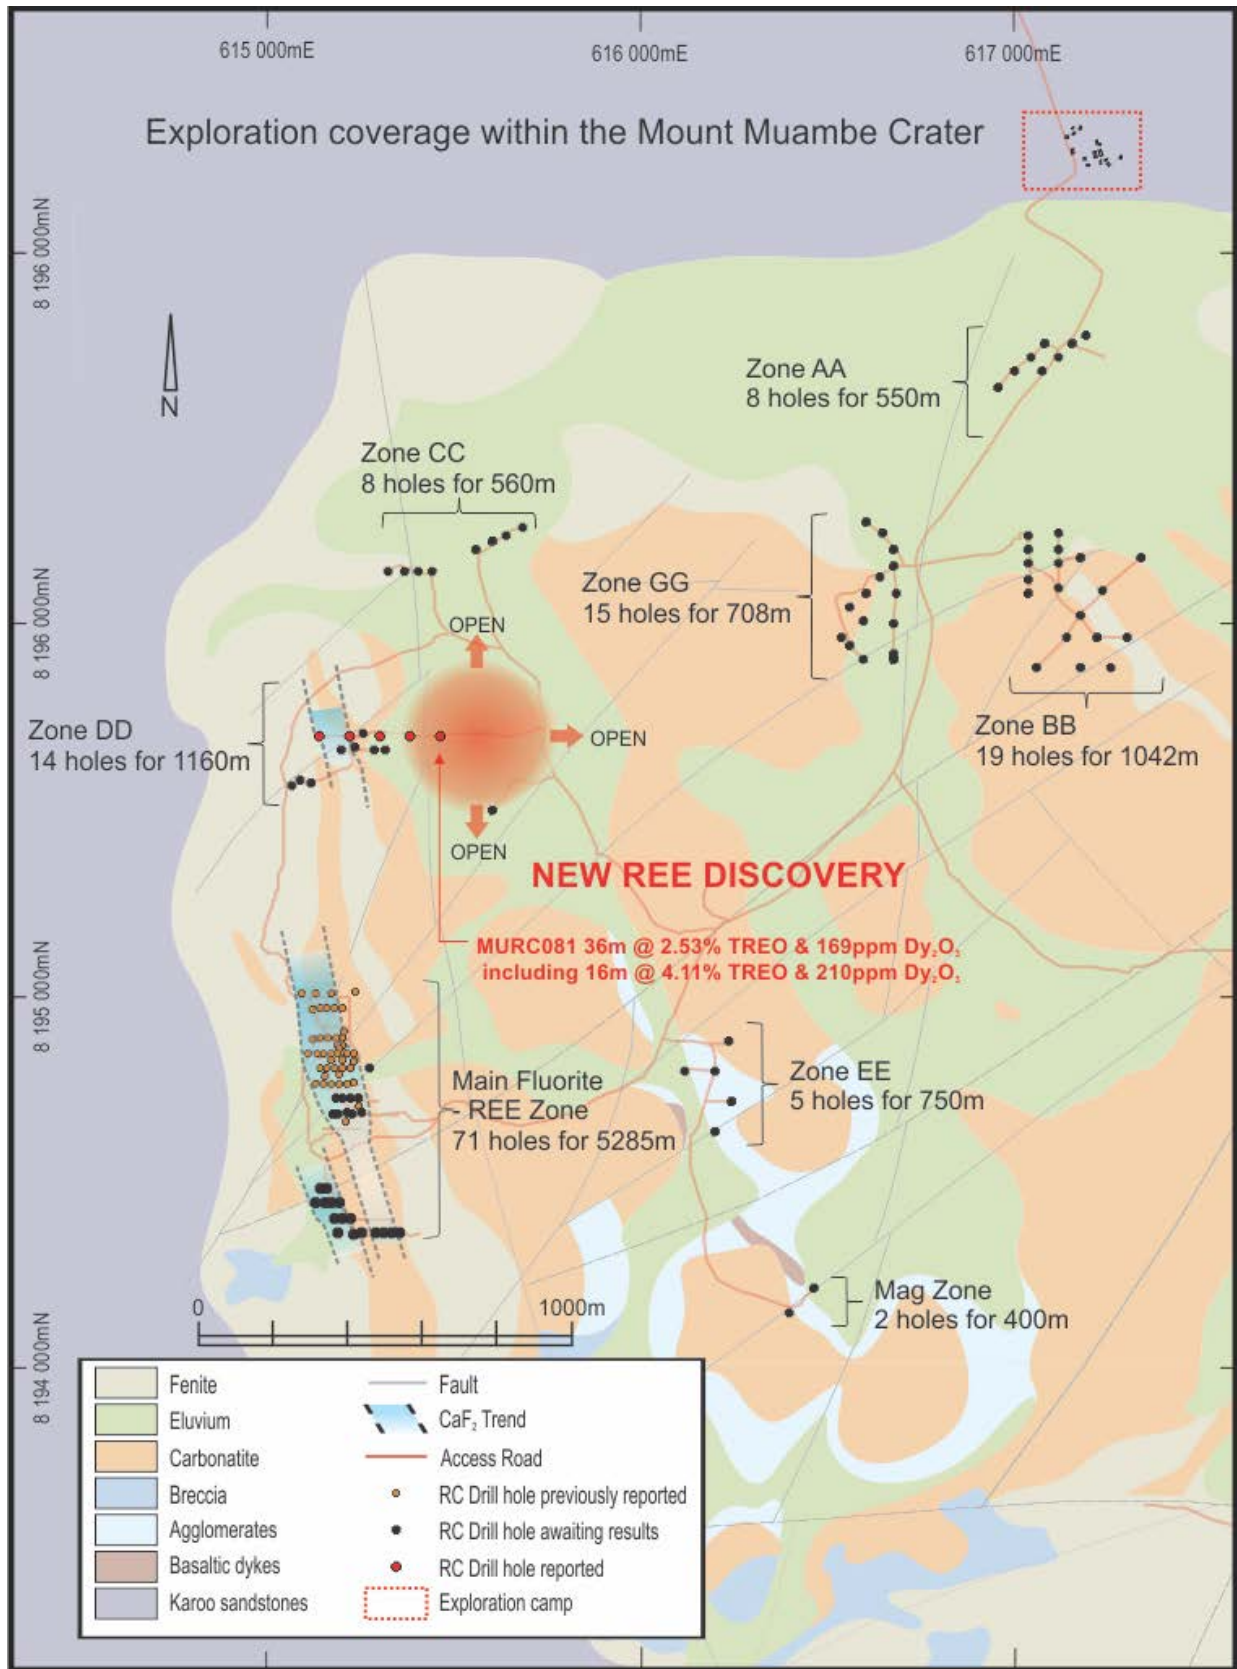 615 000mE
616 000mE
617 000mE
Exploration coverage within the Mount Muambe Crater
8 196 000mN
N
Zone AA
8 holes for 550m
Zone CC
8 holes for 560m
Zone GG
15 holes for 708m
8 196 000mN
OPEN
Zone DD
14 holes for 1160m
OPEN
Zone BB
19 holes for 1042m
OPEN
NEW REE DISCOVERY
MURC081 36m @ 2.53% TREO & 169ppm Dy₂O₃
including 16m @ 4.11% TREO & 210ppm Dy₂O₃
8 195 000mN
Main Fluorite
- REE Zone
71 holes for 5285m
Zone EE
5 holes for 750m
Mag Zone
2 holes for 400m
0
1000m
8 194 000mN
Fenite
Eluvium
Carbonatite
Breccia
Agglomerates
Basaltic dykes
Karoo sandstones
Fault
CaF₂ Trend
Access Road
RC Drill hole previously reported
RC Drill hole awaiting results
RC Drill hole reported
Exploration camp